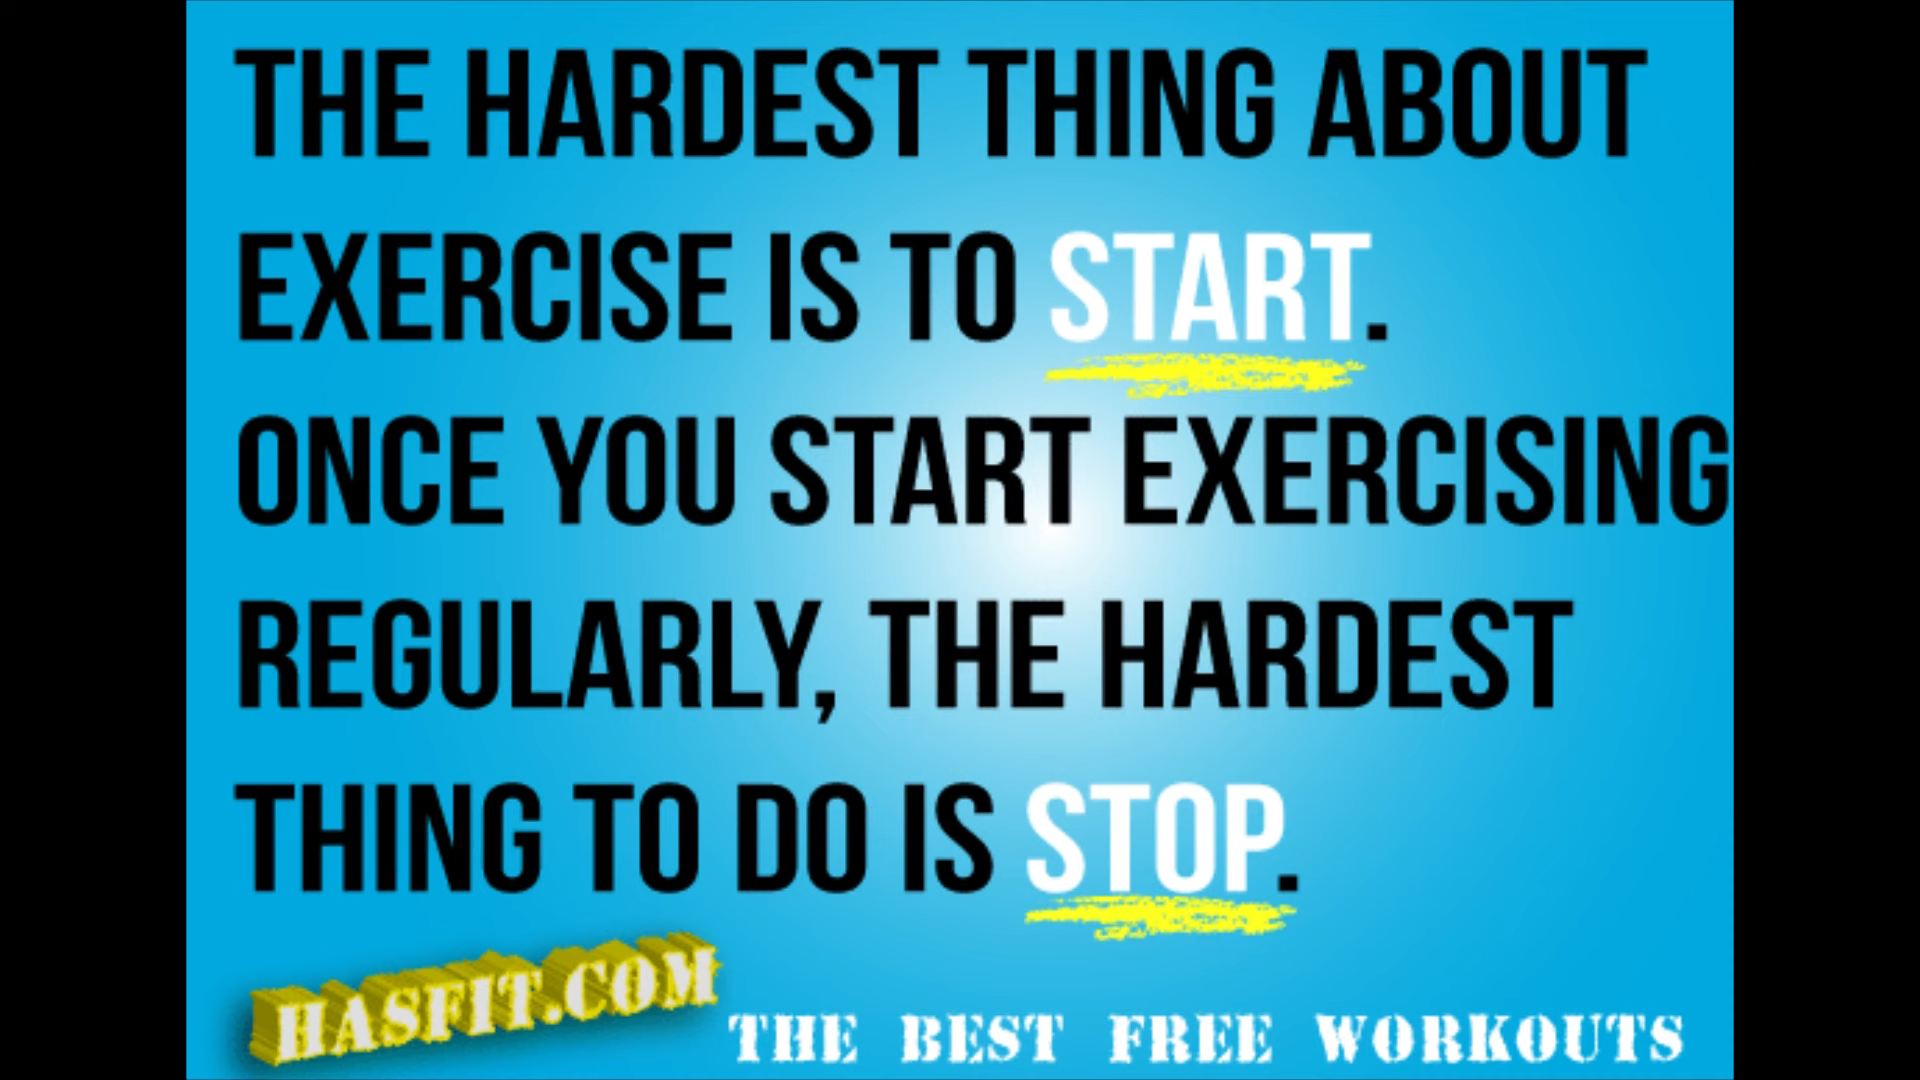 THE HARDEST THING ABOUT
EXERCISE IS TO START.
ONCE YOU START EXERCISING
REGULARLY, THE HARDEST
THING TO DO IS STOP.
HASFIT.COM
THE BEST FREE WORKOUTS